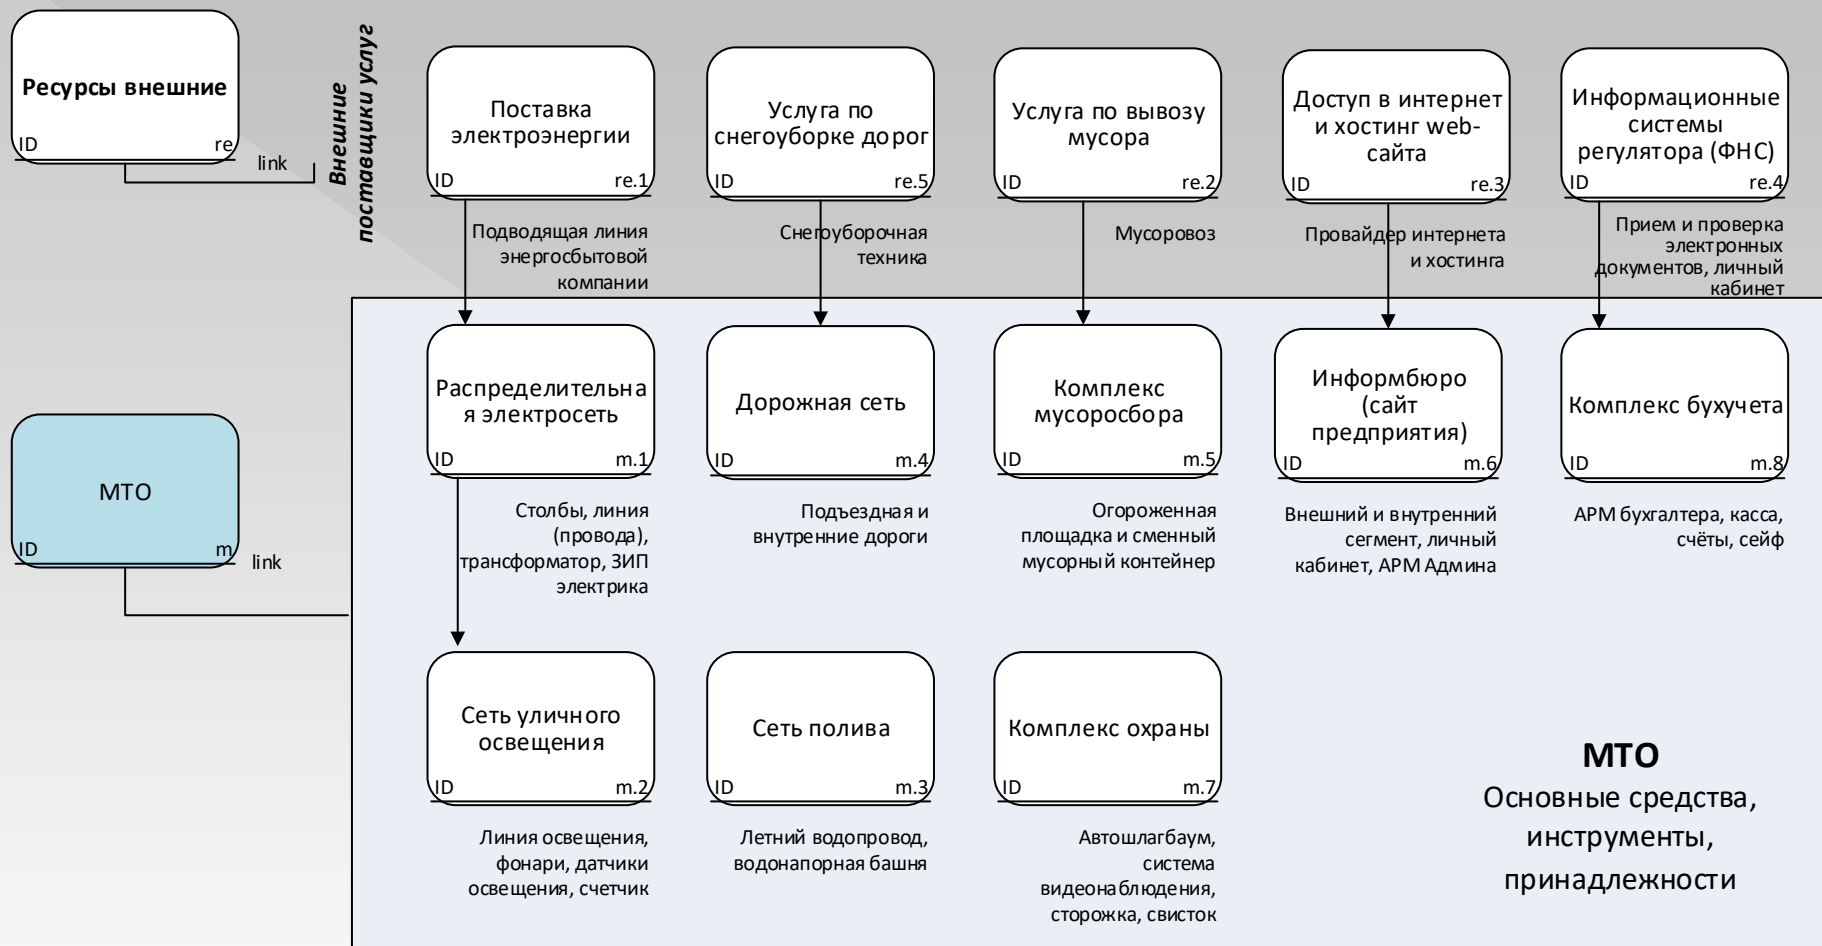 Ресурсы внешние
ID re
link
Внешние
поставщики услуг
Поставка
электроэнергии
ID re.1
Услуга по
снегоуборке дорог
ID re.5
Услуга по вывозу
мусора
ID re.2
Доступ в интернет
и хостинг web-
сайта
ID re.3
Информационные
системы
регулятора (ФНС)
ID re.4
Подводящая линия
энергосбытовой
компании
Снегоуборочная
техника
Мусоровоз
Провайдер интернета
и хостинга
Прием и проверка
электронных
документов, личный
кабинет
МТО
ID m
link
Распределительна
я электросеть
ID m.1
Дорожная сеть
ID m.4
Комплекс
мусоросбора
ID m.5
Информбюро
(сайт
предприятия)
ID m.6
Комплекс бухучета
ID m.8
Столбы, линия
(провода),
трансформатор, ЗИП
электрика
Подъездная и
внутренние дороги
Огороженная
площадка и сменный
мусорный контейнер
Внешний и внутренний
сегмент, личный
кабинет, АРМ Админа
АРМ бухгалтера, касса,
счёты, сейф
Сеть уличного
освещения
ID m.2
Сеть полива
ID m.3
Комплекс охраны
ID m.7
Линия освещения,
фонари, датчики
освещения, счетчик
Летний водопровод,
водонапорная башня
Автошлагбаум,
система
видеонаблюдения,
сторожка, свисток
МТО
Основные средства,
инструменты,
принадлежности